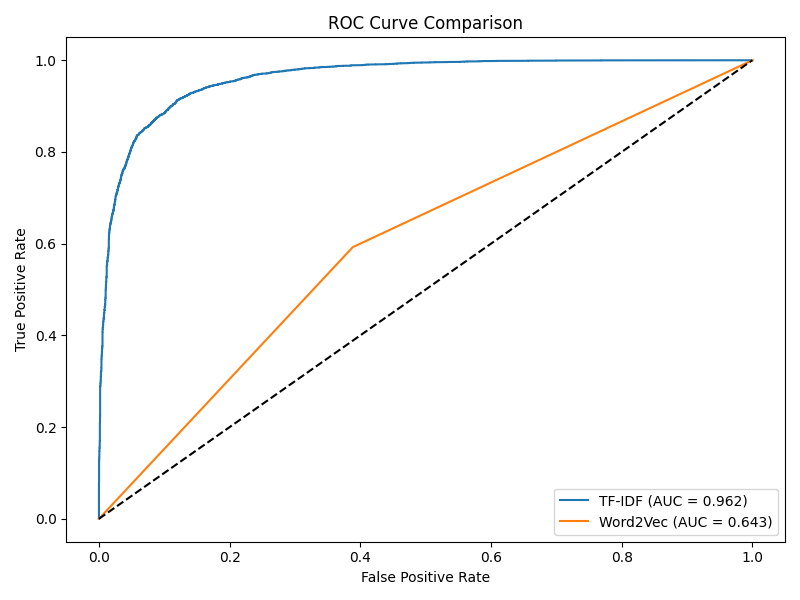 ROC Curve Comparison
True Positive Rate
1.0
0.8
0.6
0.4
0.2
0.0
0.0 0.2 0.4 0.6 0.8 1.0
False Positive Rate
TF-IDF (AUC = 0.962)
Word2Vec (AUC = 0.643)